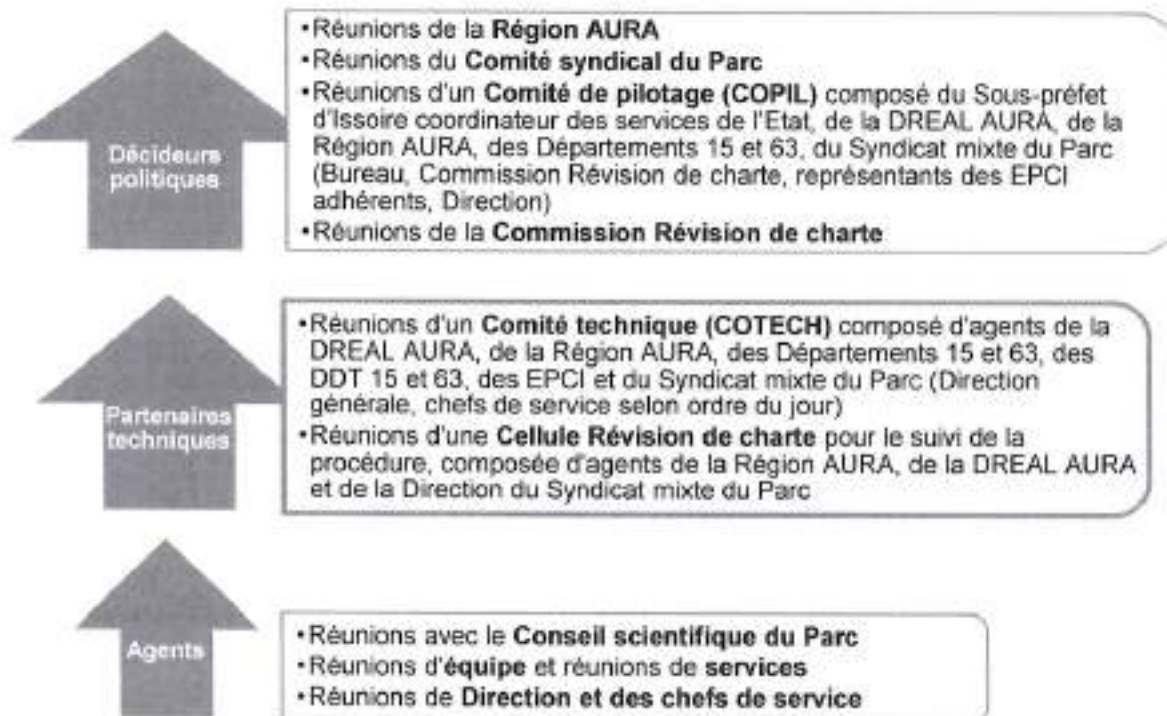 •Réunions de la Région AURA
•Réunions du Comité syndical du Parc
•Réunions d'un Comité de pilotage (COPIL) composé du Sous-préfet
d'Issoire coordinateur des services de l'Etat, de la DREAL AURA, de la
Région AURA, des Départements 15 et 63, du Syndicat mixte du Parc
(Bureau, Commission Révision de charte, représentants des EPCI
adhérents, Direction)
•Réunions de la Commission Révision de charte
Décideurs
politiques
•Réunions d'un Comité technique (COTECH) composé d'agents de la
DREAL AURA, de la Région AURA, des Départements 15 et 63, des
DDT 15 et 63, des EPCI et du Syndicat mixte du Parc (Direction
générale, chefs de service selon ordre du jour)
•Réunions d'une Cellule Révision de charte pour le suivi de la
procédure, composée d'agents de la Région AURA, de la DREAL AURA
et de la Direction du Syndicat mixte du Parc
Partenaires
techniques
•Réunions avec le Conseil scientifique du Parc
•Réunions d'équipe et réunions de services
•Réunions de Direction et des chefs de service
Agents